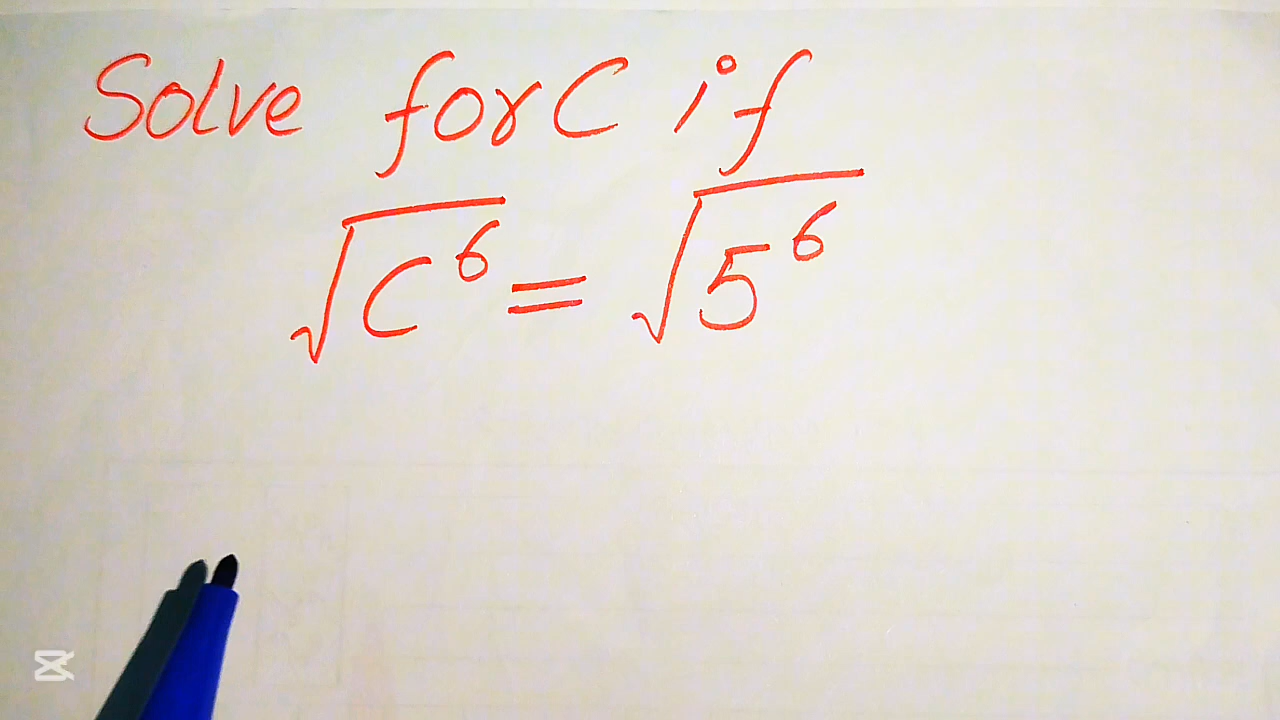 Solve for C if
√C⁶ = √5⁶